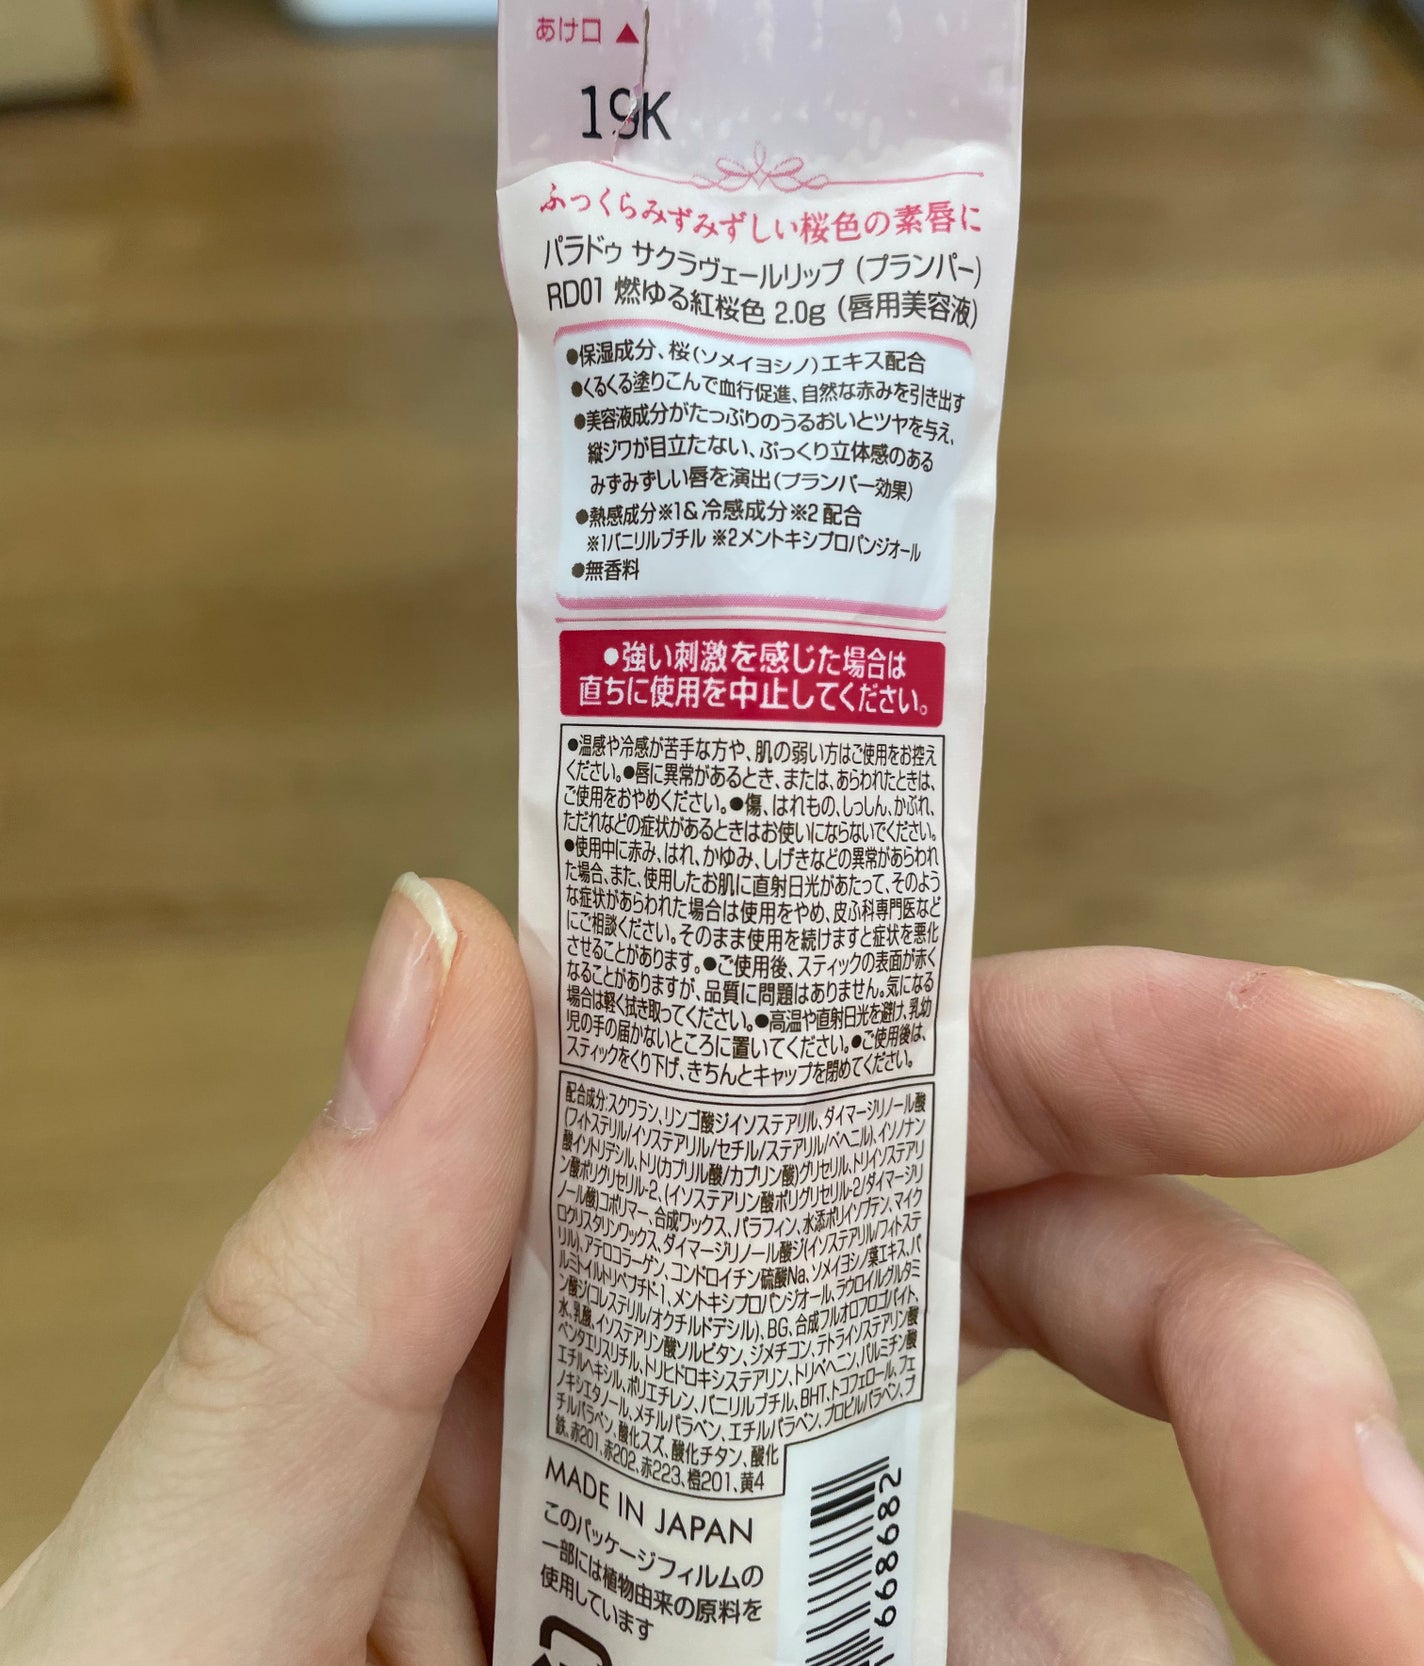 あけ口▲
19K
ふっくらみずみずしい桜色の素唇に
パラドゥ サクラヴェールリップ（プランパー）
RD01 燃ゆる紅桜色 2.0g（唇用美容液）
●保湿成分、桜(ソメイヨシノ)エキス配合
●くるくる塗りこんで血行促進、自然な赤みを引き出す
●美容液成分がたっぷりのうるおいとツヤを与え、
縦ジワが目立たない、ぷっくり立体感のある
みずみずしい唇を演出(プランパー効果)
●熱感成分※1&冷感成分※2配合
※1バニリルブチル ※2メントキシプロパンジオール
●無香料
●強い刺激を感じた場合は
直ちに使用を中止してください。
●温感や冷感が苦手な方や、肌の弱い方はご使用をお控え
ください。●唇に異常があるとき、または、あらわれたときは、
ご使用をおやめください。●傷、はれもの、しっしん、かぶれ、
ただれなどの症状があるときはお使いにならないでください。
●使用中に赤み、はれ、かゆみ、しげきなどの異常があらわれ
た場合、また、使用したお肌に直射日光があたって、そのよう
な症状があらわれた場合は使用をやめ、皮ふ科専門医など
にご相談ください。そのまま使用を続けますと症状を悪化
させることがあります。●ご使用後、スティックの表面が赤く
なることがありますが、品質に問題はありません。気になる
場合は軽く拭き取ってください。●高温や直射日光を避け、乳幼
児の手の届かないところに置いてください。●ご使用後は、
スティックをくり下げ、きちんとキャップを閉めてください。
配合成分:スクワラン、リンゴ酸ジイソステアリル、ダイマージリノール酸
(フィトステリル/イソステアリル/セチル/ステアリル/ベヘニル)、イソノナン
酸イソトリデシル、トリ(カプリル酸/カプリン酸)グリセリル、トリイソステアリ
ン酸ポリグリセリル-2、(イソステアリン酸ポリグリセリル-2/ダイマージリ
ノール酸)コポリマー、合成ワックス、パラフィン、水添ポリイソブテン、マイク
ロクリスタリンワックス、ダイマージリノール酸ジ(イソステアリル/フィトステ
リル)、アテロコラーゲン、コンドロイチン硫酸Na、ソメイヨシノ葉エキス、パ
ルミトイルトリペプチド-1、メントキシプロパンジオール、ラウロイルグルタミ
ン酸ジ(コレステリル/オクチルドデシル)、BG、合成フルオロフロゴパイト、
水、乳酸、イソステアリン酸ソルビタン、ジメチコン、テトライソステアリン酸
ペンタエリスリチル、トリヒドロキシステアリン、トリベヘニン、パルミチン酸
エチルヘキシル、ポリエチレン、バニリルブチル、BHT、トコフェロール、フェ
ノキシエタノール、メチルパラベン、エチルパラベン、プロピルパラベン、ブ
チルパラベン、酸化スズ、酸化チタン、酸化
鉄、赤201、赤202、赤223、橙201、黄4
MADE IN JAPAN
このパッケージフィルムの
一部には植物由来の原料を
使用しています